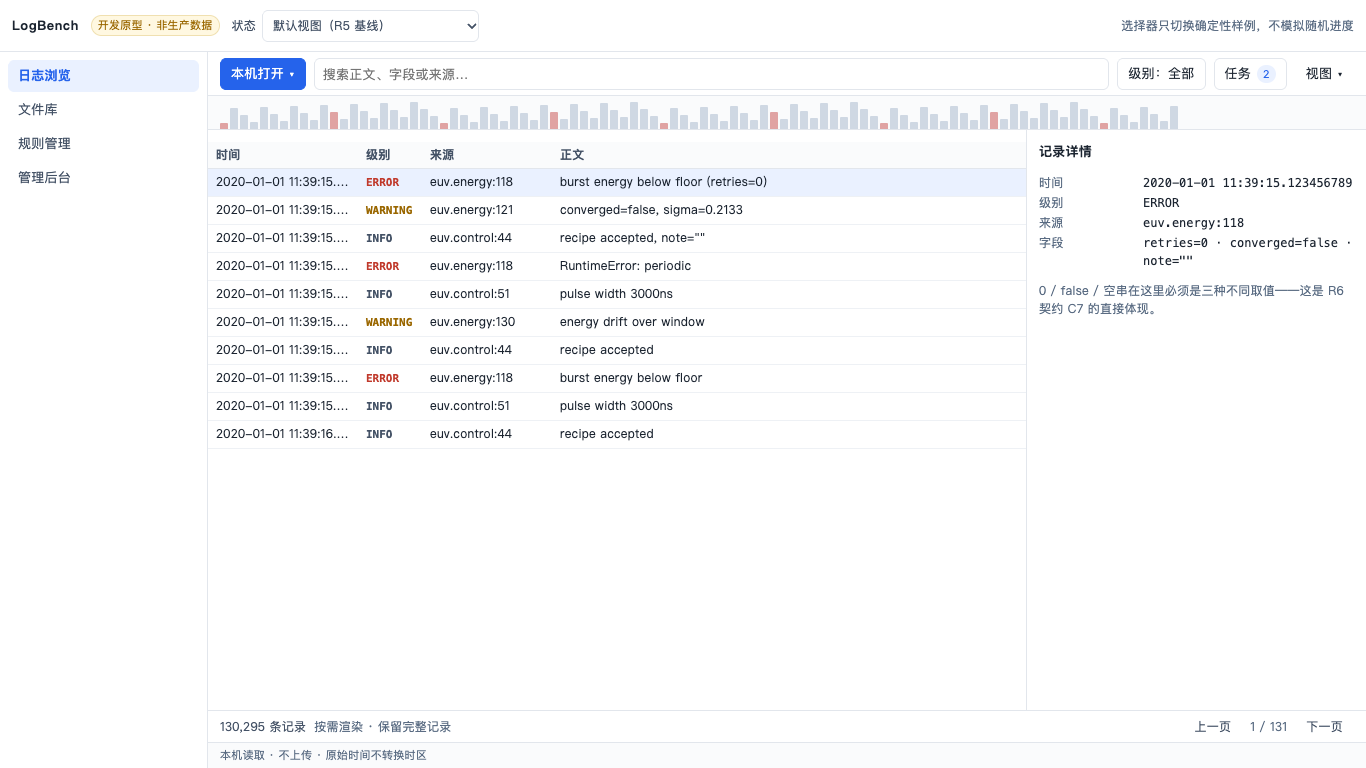 LogBench 开发原型 · 非生产数据 状态 默认视图（R5 基线） 选择器只切换确定性样例，不模拟随机进度
日志浏览
文件库
规则管理
管理后台
本机打开 ▾ 搜索正文、字段或来源… 级别：全部 任务 2 视图 ▾
时间 级别 来源 正文
2020-01-01 11:39:15.… ERROR euv.energy:118 burst energy below floor (retries=0)
2020-01-01 11:39:15.… WARNING euv.energy:121 converged=false, sigma=0.2133
2020-01-01 11:39:15.… INFO euv.control:44 recipe accepted, note=""
2020-01-01 11:39:15.… ERROR euv.energy:118 RuntimeError: periodic
2020-01-01 11:39:15.… INFO euv.control:51 pulse width 3000ns
2020-01-01 11:39:15.… WARNING euv.energy:130 energy drift over window
2020-01-01 11:39:15.… INFO euv.control:44 recipe accepted
2020-01-01 11:39:15.… ERROR euv.energy:118 burst energy below floor
2020-01-01 11:39:15.… INFO euv.control:51 pulse width 3000ns
2020-01-01 11:39:16.… INFO euv.control:44 recipe accepted
记录详情
时间 2020-01-01 11:39:15.123456789
级别 ERROR
来源 euv.energy:118
字段 retries=0 · converged=false ·
note=""
0 / false / 空串在这里必须是三种不同取值——这是 R6
契约 C7 的直接体现。
130,295 条记录 按需渲染 · 保留完整记录 上一页 1 / 131 下一页
本机读取 · 不上传 · 原始时间不转换时区